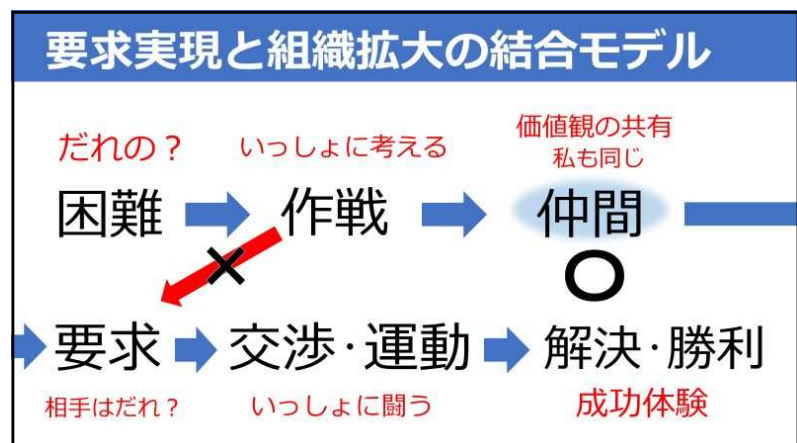 要求実現と組織拡大の結合モデル
だれの？
いっしょに考える
価値観の共有
私も同じ
困難
作戦
仲間
要求
交渉・運動
解決・勝利
相手はだれ？
いっしょに闘う
成功体験